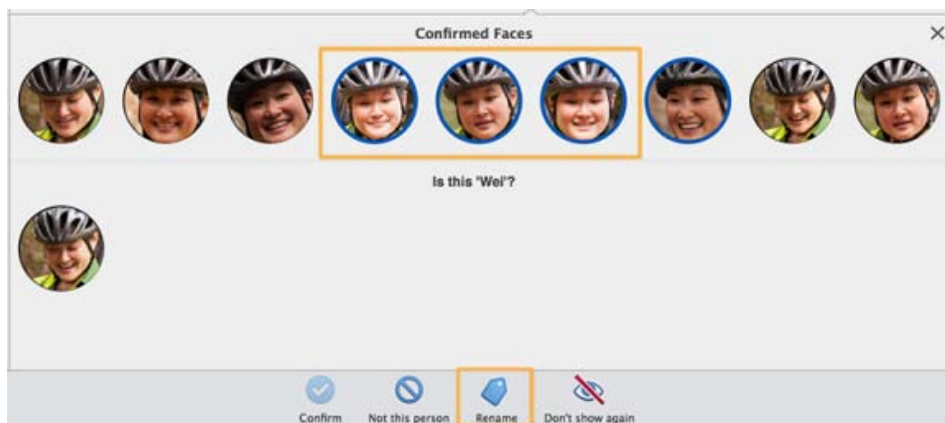 Confirmed Faces
Is this 'Wei'?
Confirm Not this person Rename Don't show again